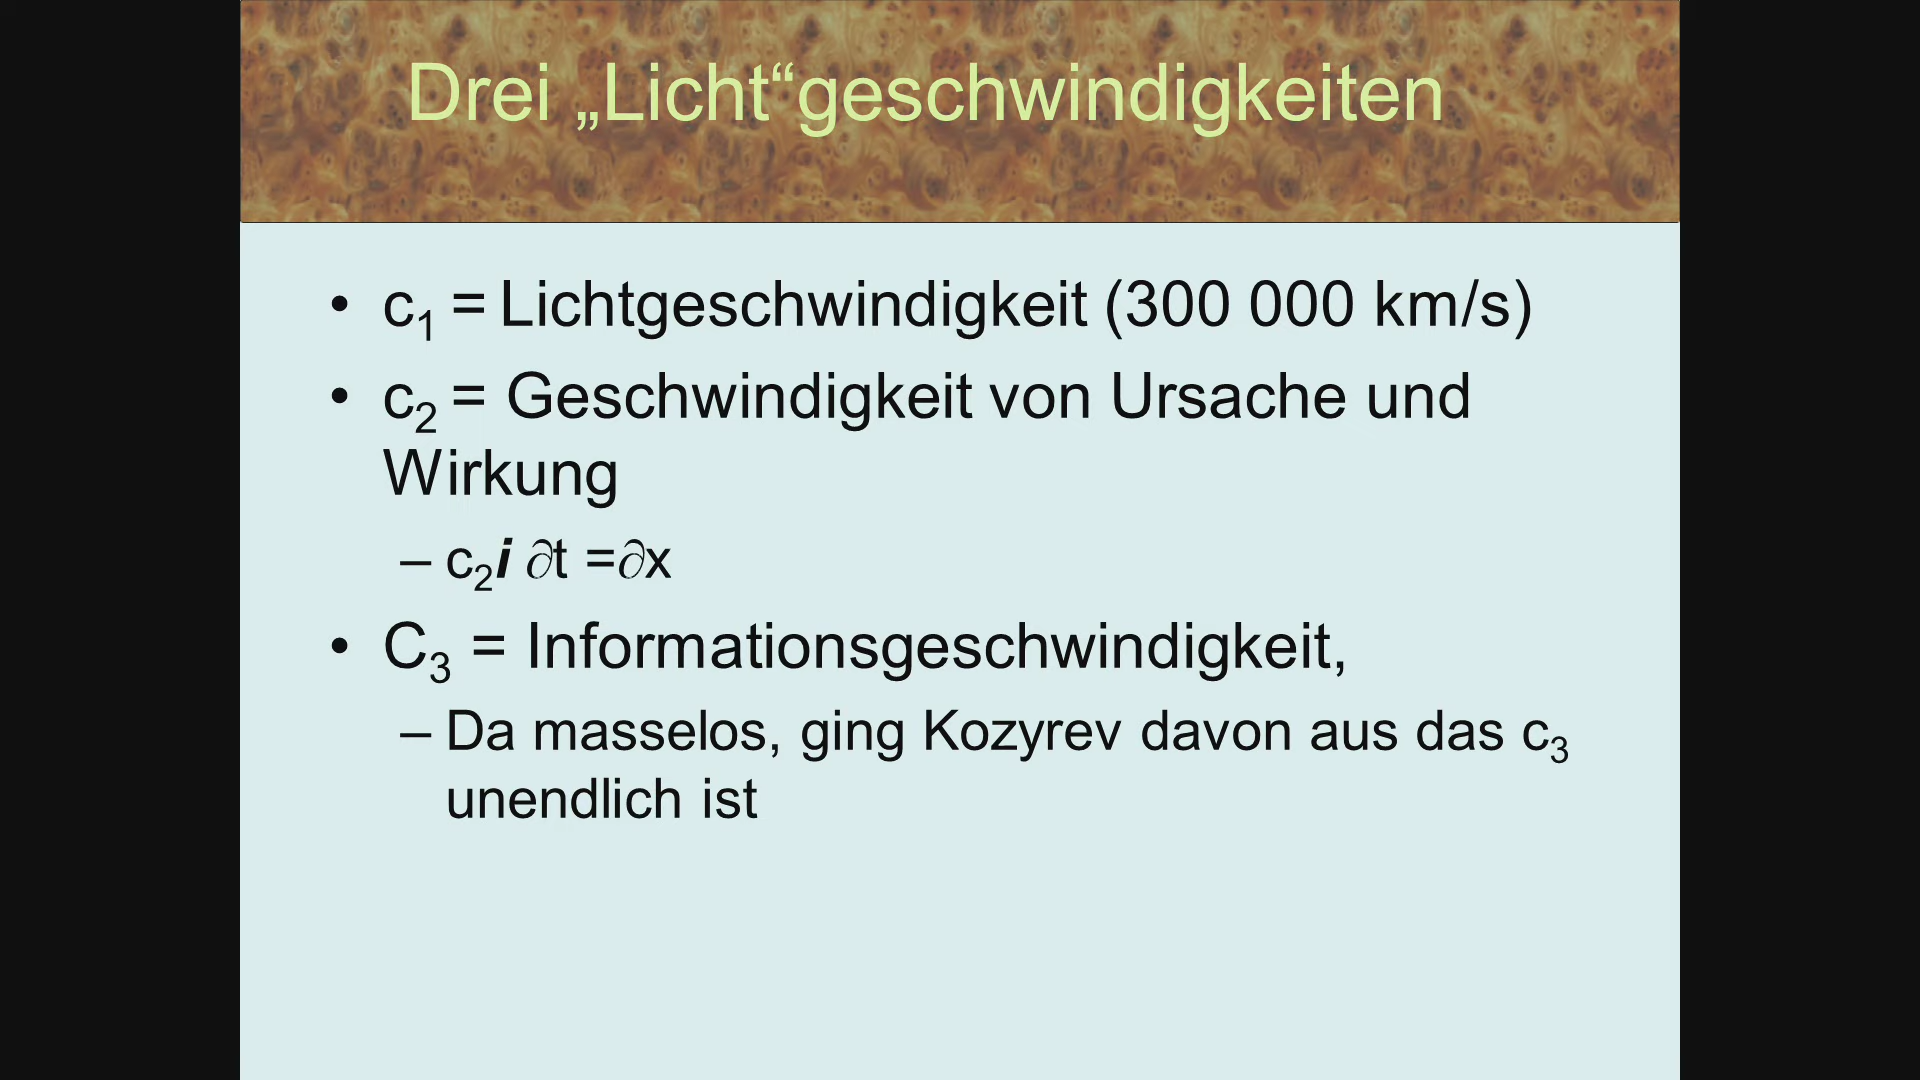 Drei „Licht“geschwindigkeiten
• c₁ = Lichtgeschwindigkeit (300 000 km/s)
• c₂ = Geschwindigkeit von Ursache und
Wirkung
– c₂i ∂t =∂x
• C₃ = Informationsgeschwindigkeit,
– Da masselos, ging Kozyrev davon aus das c₃
unendlich ist